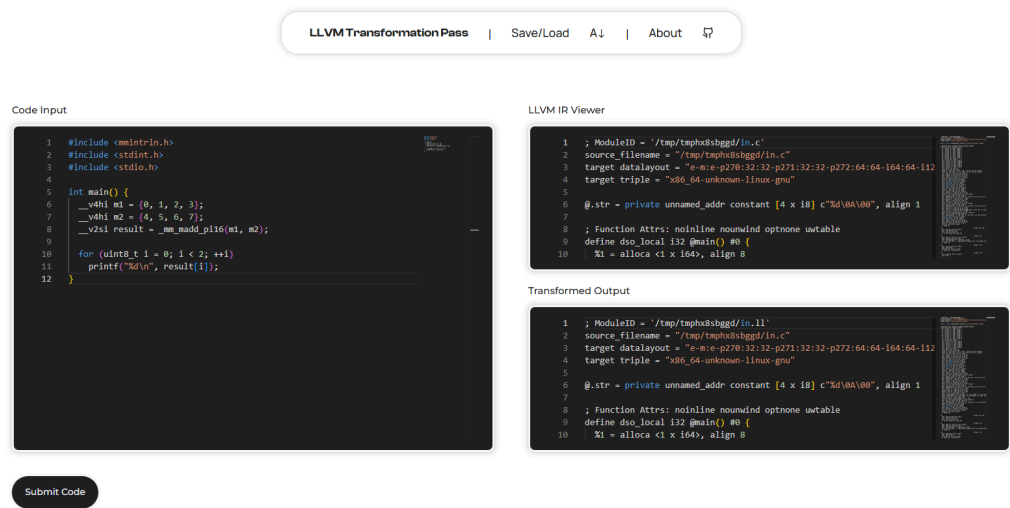 LLVM Transformation Pass | Save/Load A↓ | About
Code Input
1 #include <mmintrin.h>
2 #include <stdint.h>
3 #include <stdio.h>
4
5 int main() {
6 __v4hi m1 = {0, 1, 2, 3};
7 __v4hi m2 = {4, 5, 6, 7};
8 __v2si result = _mm_madd_pi16(m1, m2);
9
10 for (uint8_t i = 0; i < 2; ++i)
11 printf("%d\n", result[i]);
12 }
Submit Code
LLVM IR Viewer
1 ; ModuleID = '/tmp/tmphx8sbggd/in.c'
2 source_filename = "/tmp/tmphx8sbggd/in.c"
3 target datalayout = "e-m:e-p270:32:32-p271:32:32-p272:64:64-i64:64-i12
4 target triple = "x86_64-unknown-linux-gnu"
5
6 @.str = private unnamed_addr constant [4 x i8] c"%d\0A\00", align 1
7
8 ; Function Attrs: noinline nounwind optnone uwtable
9 define dso_local i32 @main() #0 {
10 %1 = alloca <1 x i64>, align 8
Transformed Output
1 ; ModuleID = '/tmp/tmphx8sbggd/in.ll'
2 source_filename = "/tmp/tmphx8sbggd/in.c"
3 target datalayout = "e-m:e-p270:32:32-p271:32:32-p272:64:64-i64:64-i12
4 target triple = "x86_64-unknown-linux-gnu"
5
6 @.str = private unnamed_addr constant [4 x i8] c"%d\0A\00", align 1
7
8 ; Function Attrs: noinline nounwind optnone uwtable
9 define dso_local i32 @main() #0 {
10 %1 = alloca <1 x i64>, align 8